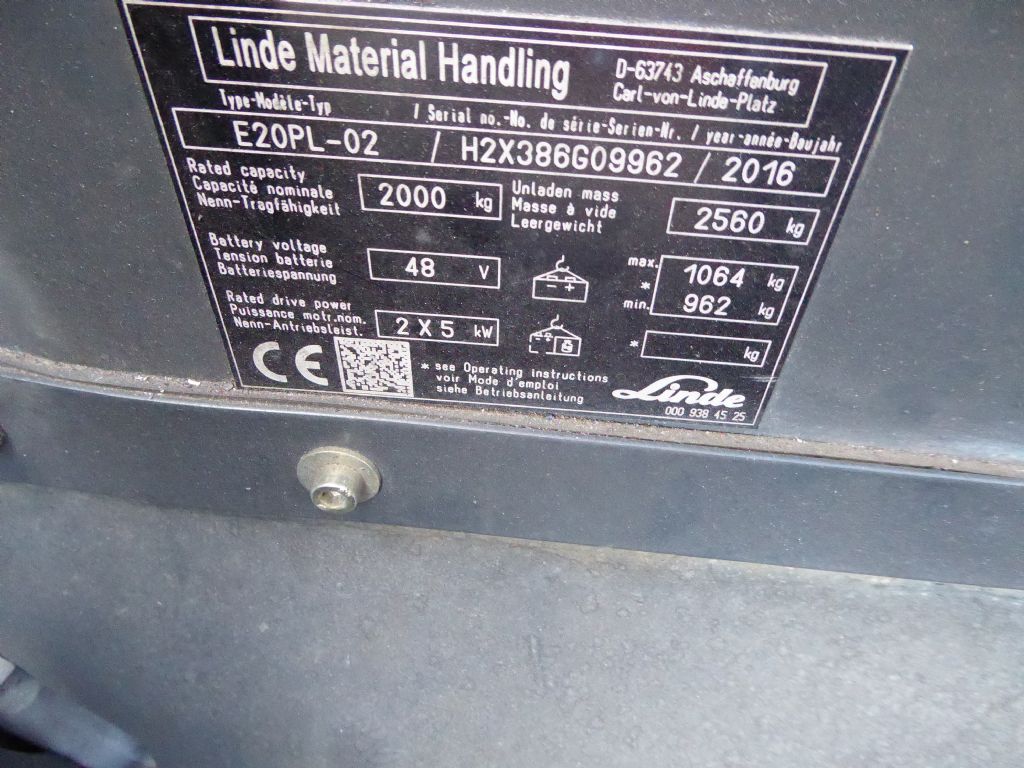 Linde Material Handling
D-63743 Aschaffenburg
Carl-von-Linde-Platz
Type-Modèle-Typ / Serial no.-No. de série-Serien-Nr. / year-année-Baujahr
E20PL-02 / H2X386G09962 / 2016
Rated capacity
Capacité nominale
Nenn-Tragfähigkeit
2000 kg
Unladen mass
Masse à vide
Leergewicht
2560 kg
Battery voltage
Tension batterie
Batteriespannung
48 V
- +
max. 1064 kg
*
min. 962 kg
Rated drive power
Puissance motr.nom.
Nenn-Antriebsleist.
2 X 5 kW
* kg
CE
* see Operating instructions
voir Mode d'emploi
siehe Betriebsanleitung
Linde
000 938 45 25